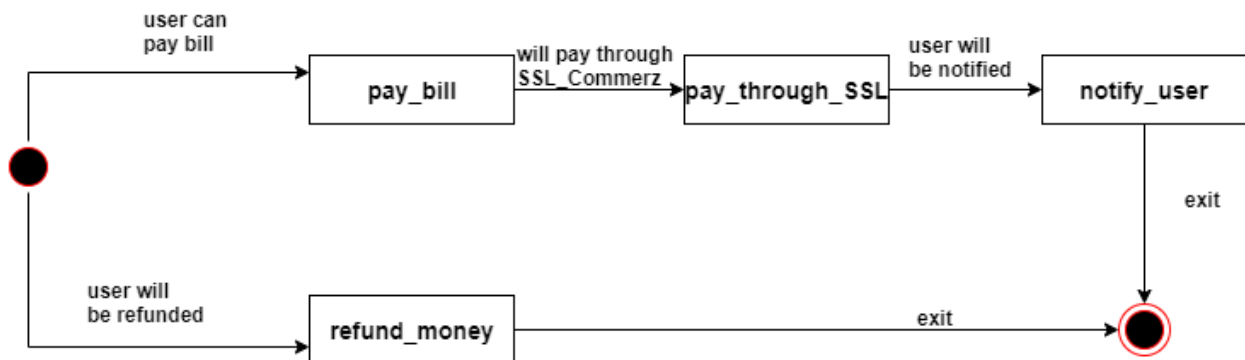 user can
pay bill
pay_bill
will pay through
SSL_Commerz
pay_through_SSL
user will
be notified
notify_user
exit
user will
be refunded
refund_money
exit